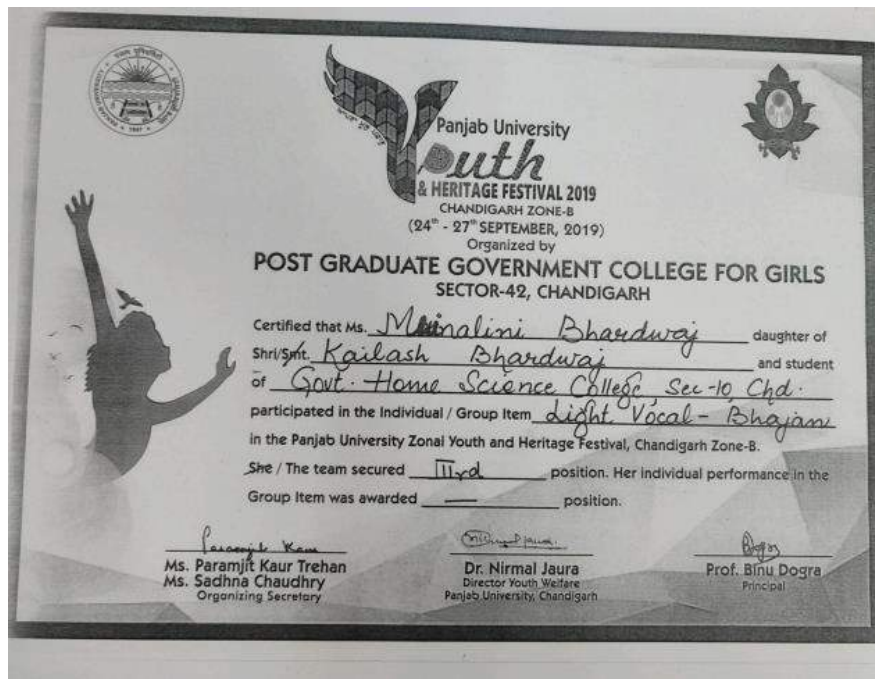 Panjab University
Youth
& HERITAGE FESTIVAL 2019
CHANDIGARH ZONE-B
(24th - 27th SEPTEMBER, 2019)
Organized by
POST GRADUATE GOVERNMENT COLLEGE FOR GIRLS
SECTOR-42, CHANDIGARH
Certified that Ms. Mrinalini Bhardwaj daughter of
Shri/Smt. Kailash Bhardwaj and student
of Govt. Home Science College, Sec-10, Chd.
participated in the Individual / Group Item Light Vocal - Bhajan
in the Panjab University Zonal Youth and Heritage Festival, Chandigarh Zone-B.
She / The team secured IIIrd position. Her individual performance in the
Group Item was awarded — position.
Ms. Paramjit Kaur Trehan
Ms. Sadhna Chaudhry
Organizing Secretary
Dr. Nirmal Jaura
Director Youth Welfare
Panjab University, Chandigarh
Prof. Binu Dogra
Principal